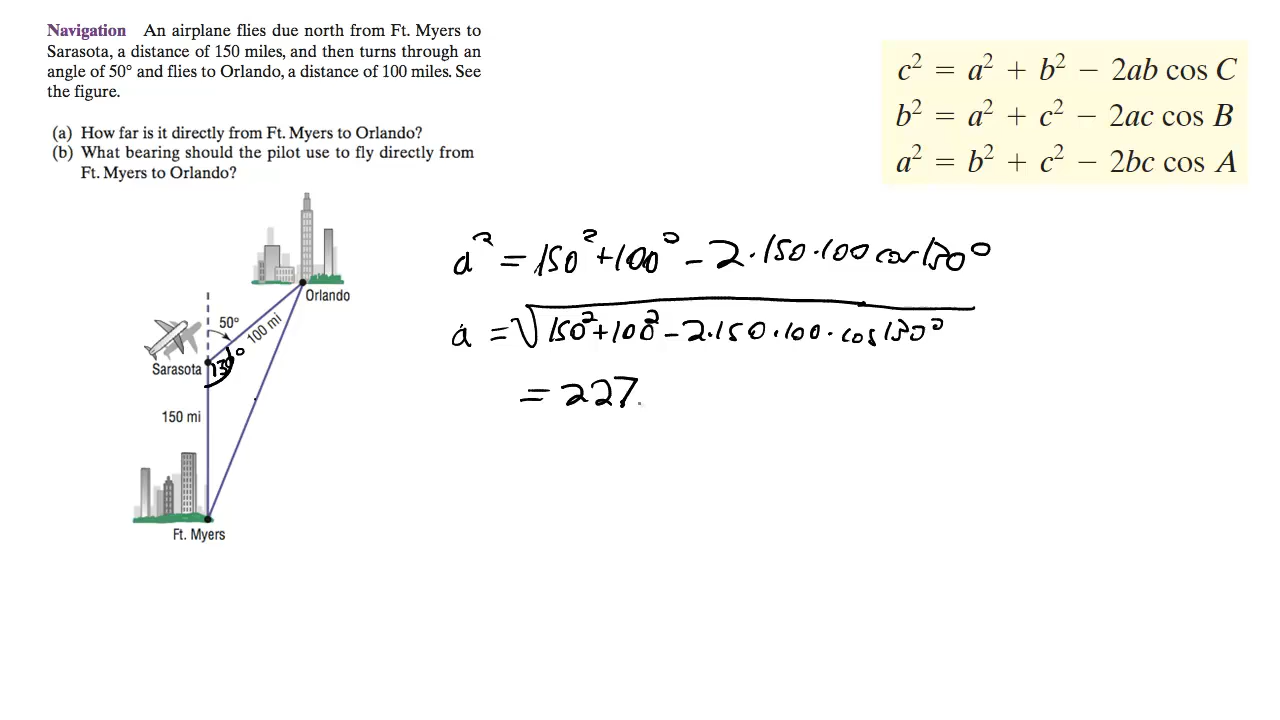 Navigation An airplane flies due north from Ft. Myers to
Sarasota, a distance of 150 miles, and then turns through an
angle of 50° and flies to Orlando, a distance of 100 miles. See
the figure.
(a) How far is it directly from Ft. Myers to Orlando?
(b) What bearing should the pilot use to fly directly from
Ft. Myers to Orlando?
c² = a² + b² − 2ab cos C
b² = a² + c² − 2ac cos B
a² = b² + c² − 2bc cos A
Orlando
50°
100 mi
Sarasota
130°
150 mi
Ft. Myers
a² = 150² + 100² − 2·150·100 cos 130°
a = √150² + 100² − 2·150·100·cos 130°
= 227.